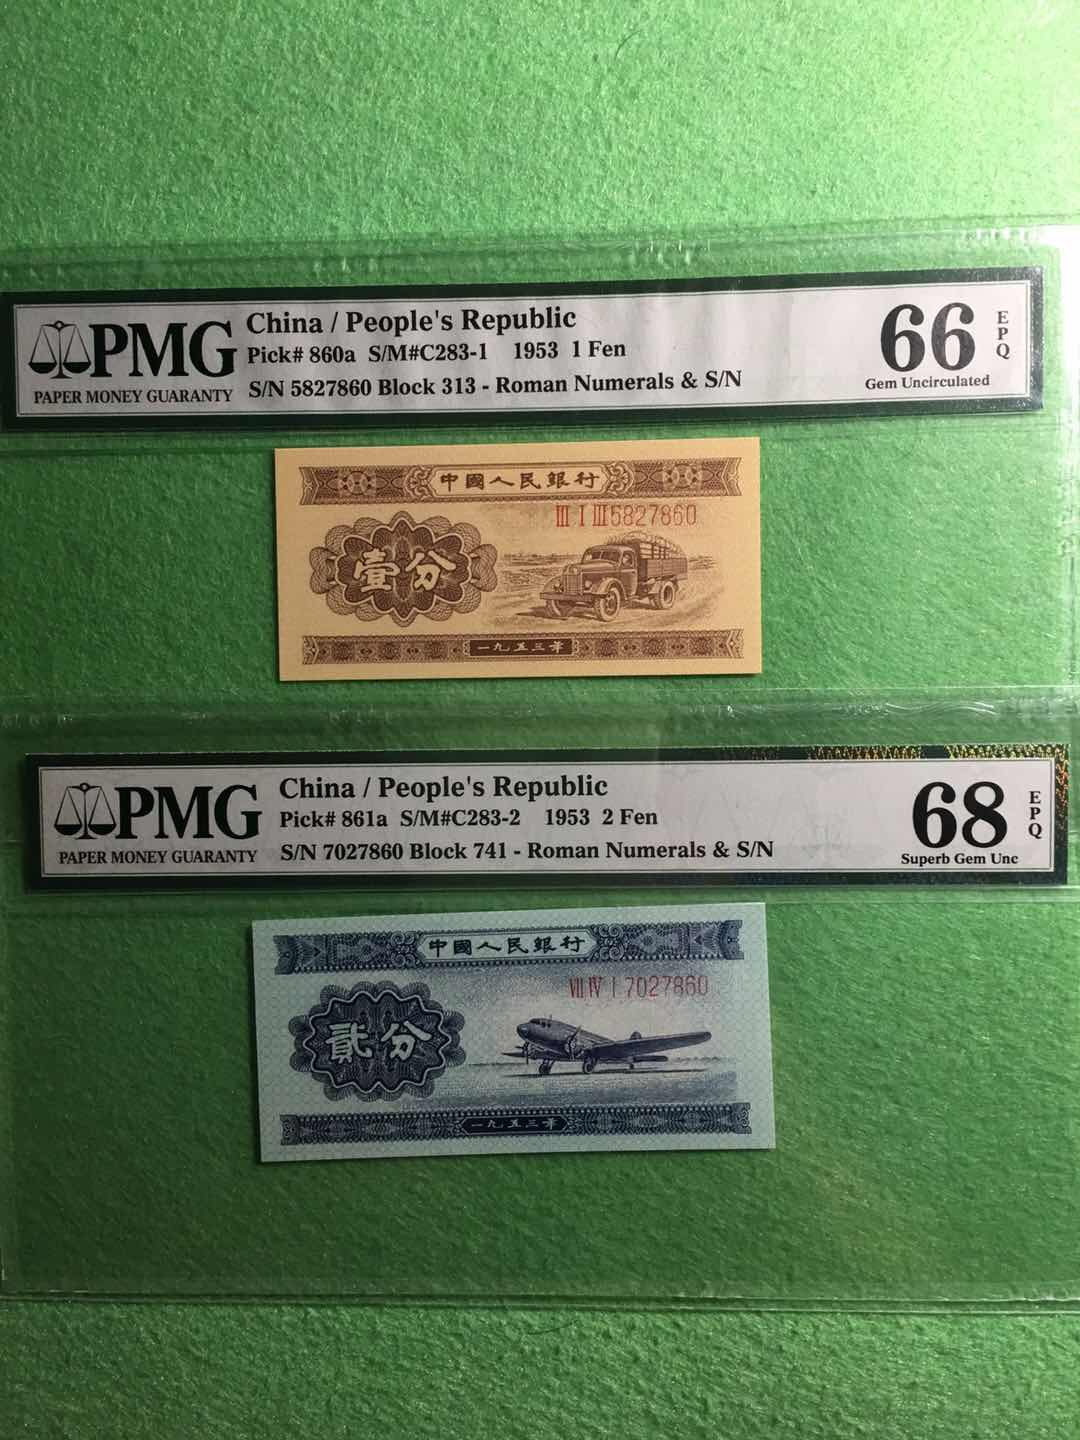 PMG
PAPER MONEY GUARANTY
China / People's Republic
Pick# 860a S/M#C283-1 1953 1 Fen
S/N 5827860 Block 313 - Roman Numerals & S/N
66
EPQ
Gem Uncirculated
中國人民銀行
III I III 5827860
壹分
一九五三年
PMG
PAPER MONEY GUARANTY
China / People's Republic
Pick# 861a S/M#C283-2 1953 2 Fen
S/N 7027860 Block 741 - Roman Numerals & S/N
68
EPQ
Superb Gem Unc
中國人民銀行
VII IV I 7027860
貳分
一九五三年